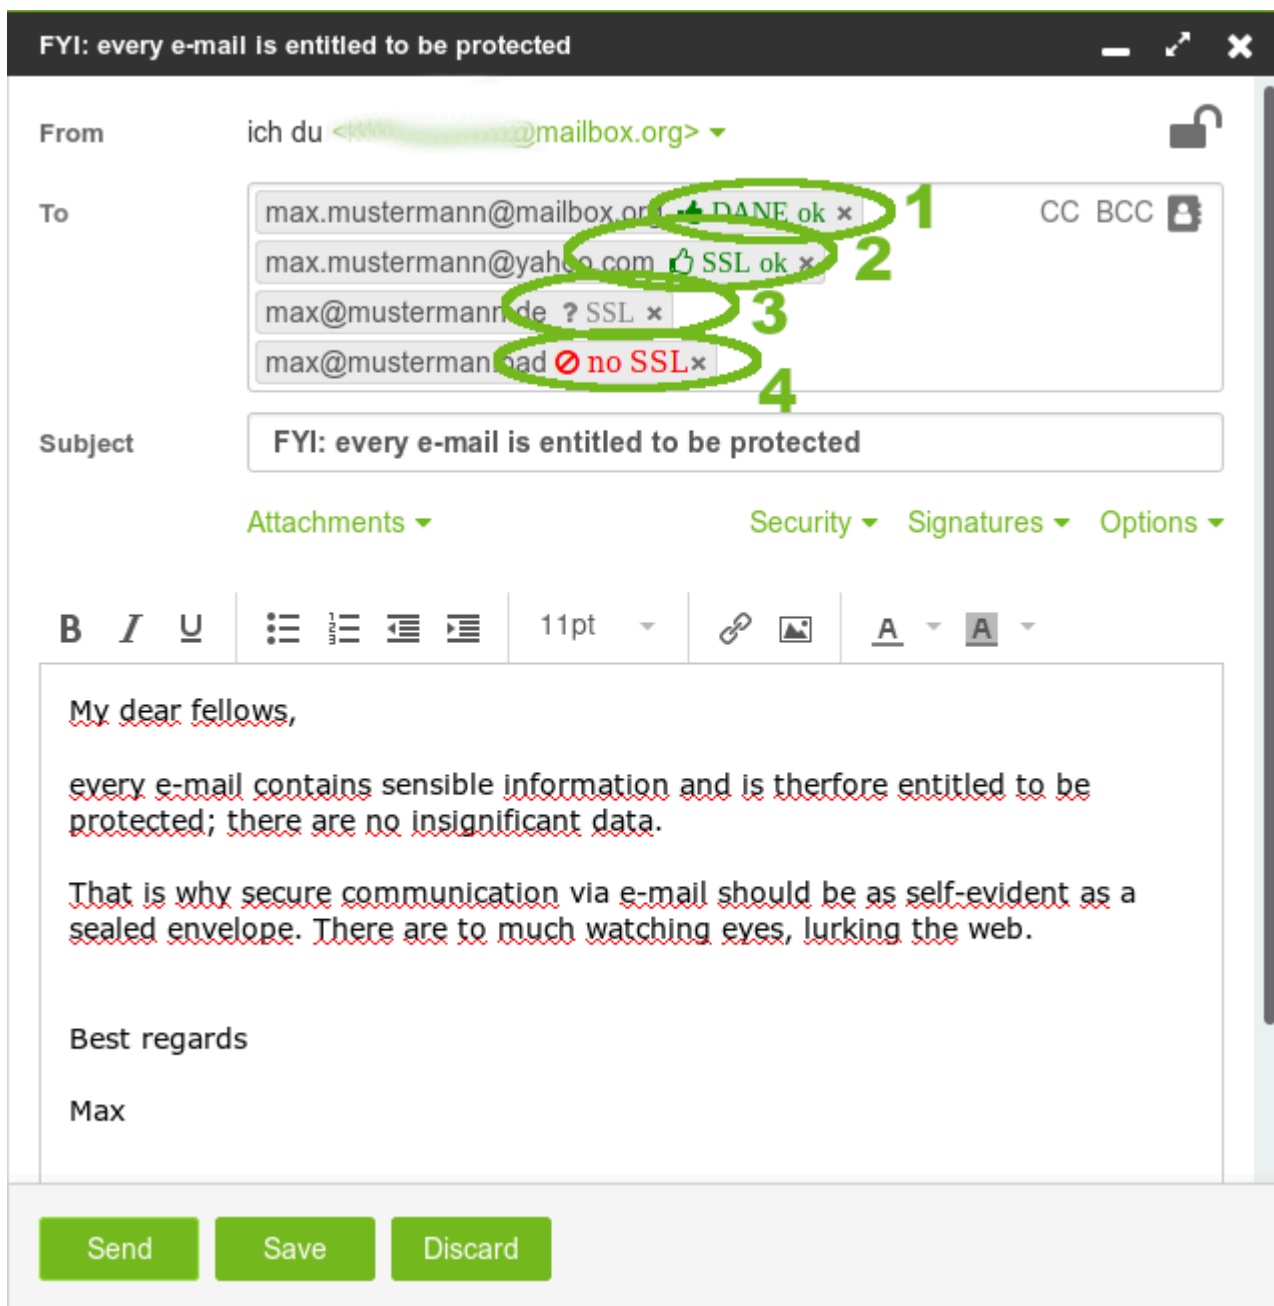 FYI: every e-mail is entitled to be protected
From ich du < @mailbox.org>
To max.mustermann@mailbox.org DANE ok × 1 CC BCC
max.mustermann@yahoo.com SSL ok × 2
max@mustermann.de ? SSL × 3
max@musterman.bad no SSL × 4
Subject FYI: every e-mail is entitled to be protected
Attachments Security Signatures Options
B I U 11pt A A
My dear fellows,
every e-mail contains sensible information and is therfore entitled to be
protected; there are no insignificant data.
That is why secure communication via e-mail should be as self-evident as a
sealed envelope. There are to much watching eyes, lurking the web.
Best regards
Max
Send Save Discard